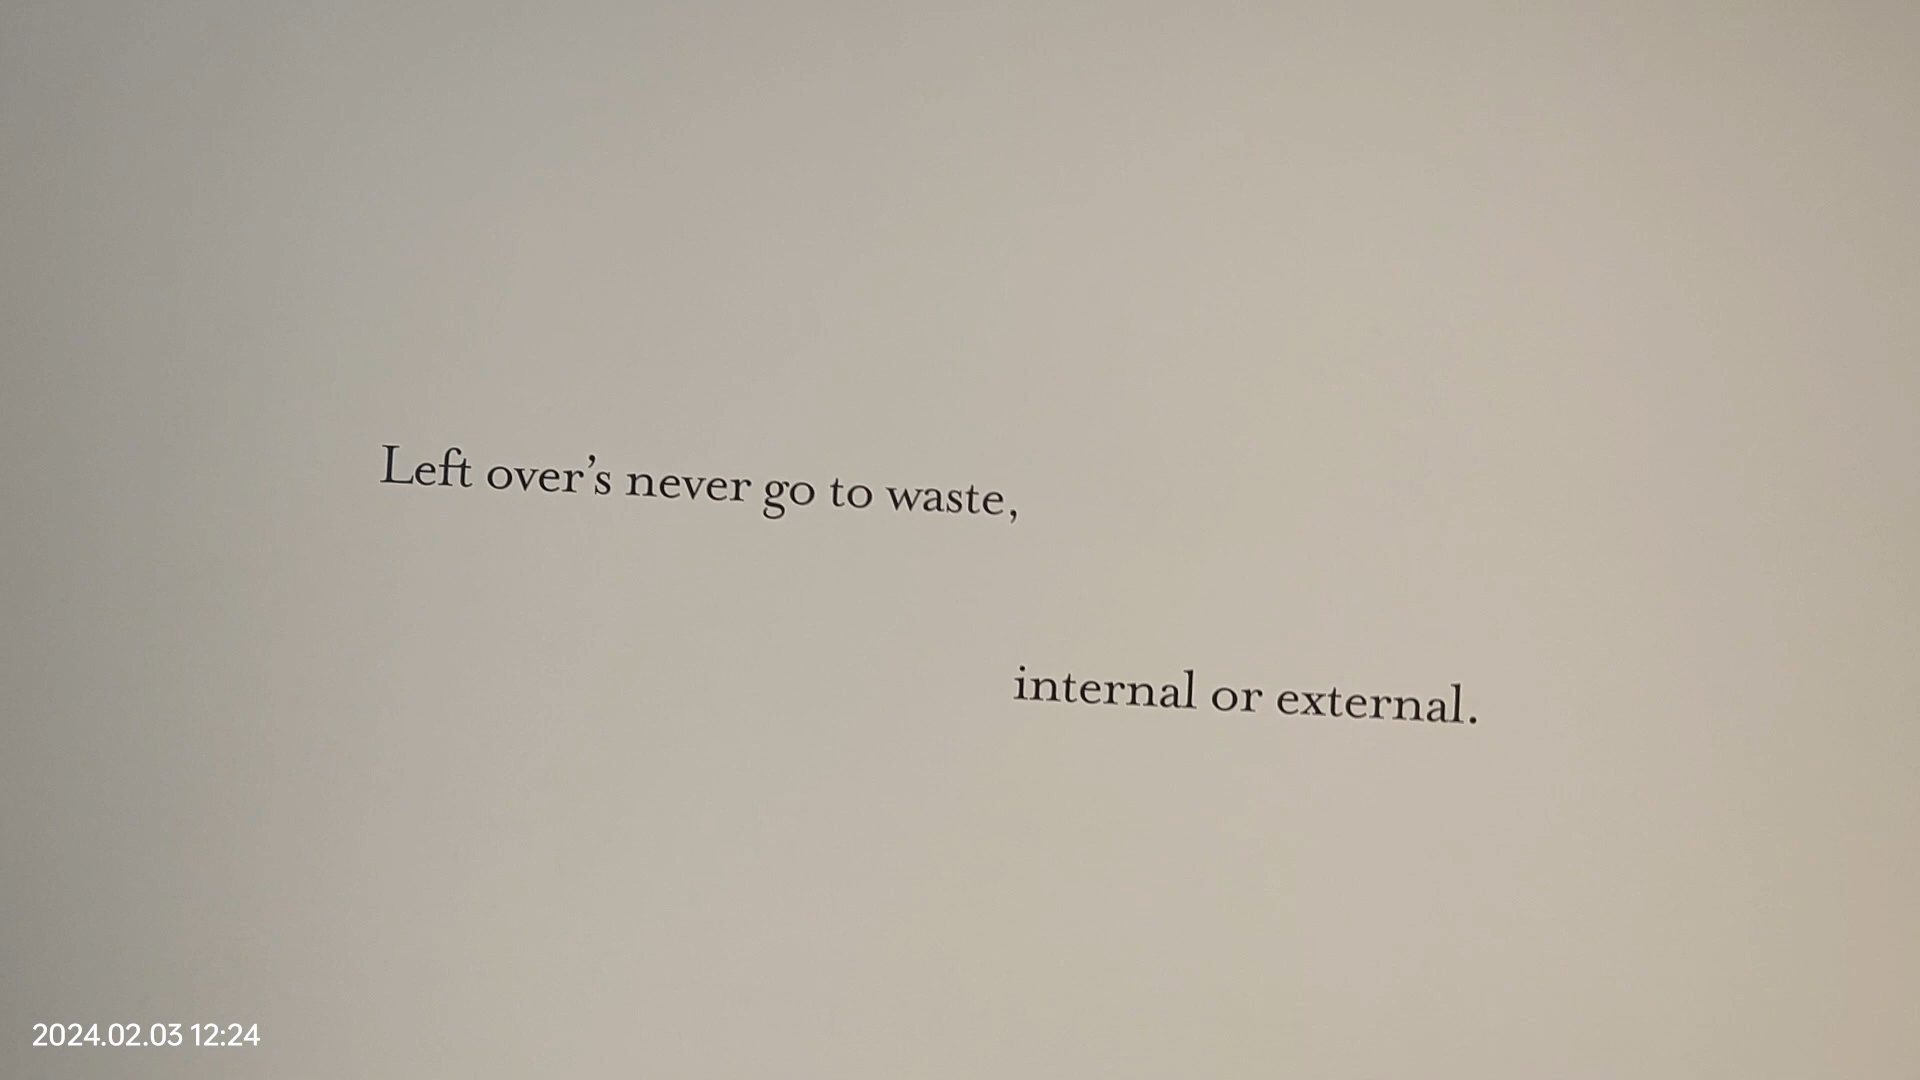 Left over’s never go to waste,
internal or external.
2024.02.03 12:24